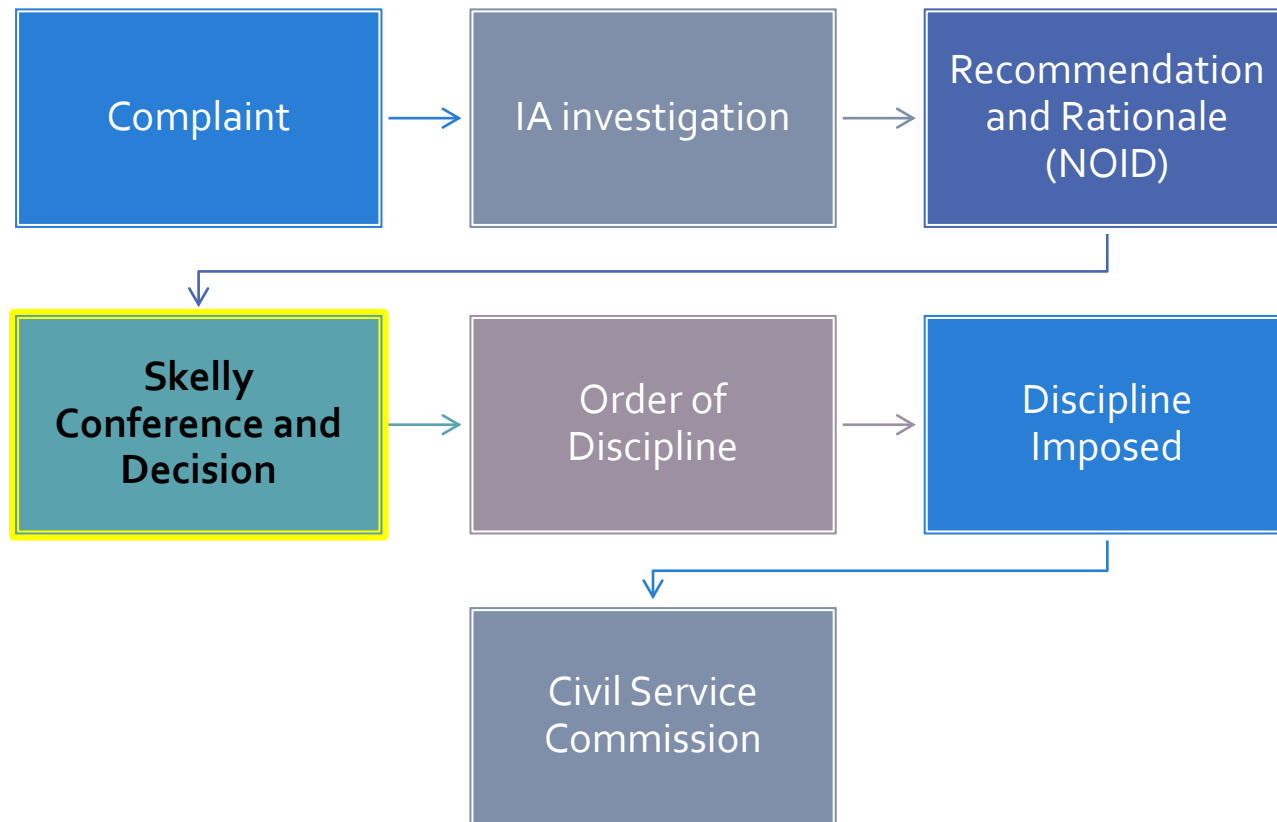 Complaint
IA investigation
Recommendation
and Rationale
(NOID)
Skelly
Conference and
Decision
Order of
Discipline
Discipline
Imposed
Civil Service
Commission